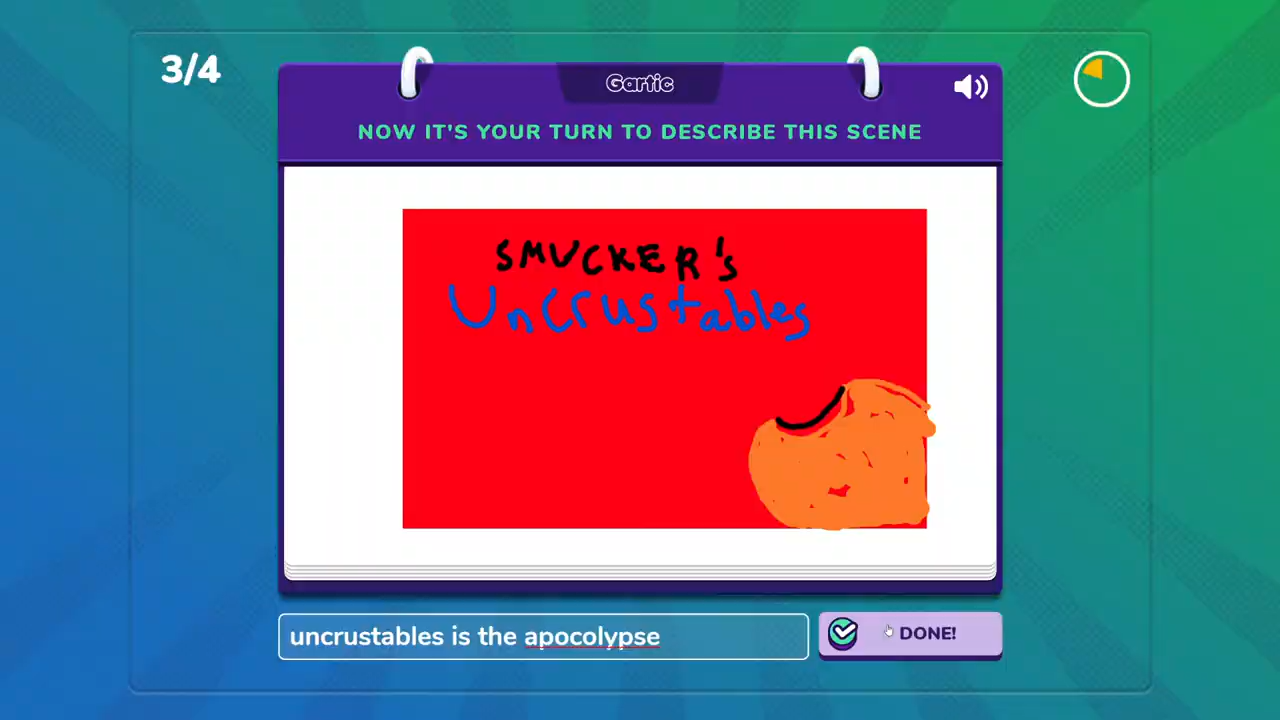 3/4
Gartic
NOW IT'S YOUR TURN TO DESCRIBE THIS SCENE
SMUCKER'S
Uncrustables
uncrustables is the apocolypse
DONE!